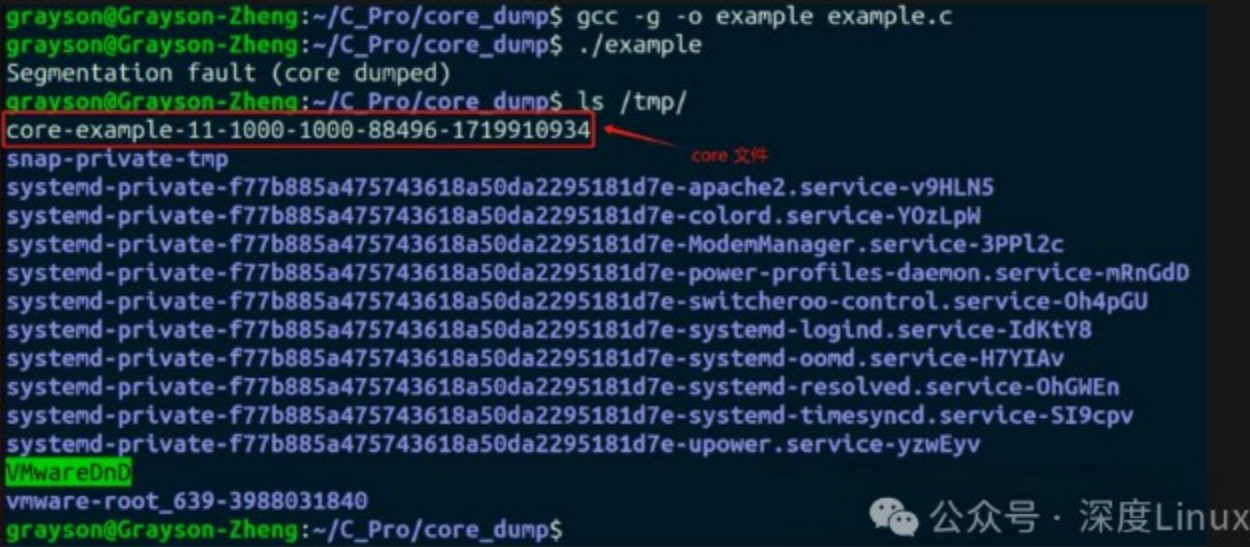 grayson@Grayson-Zheng:~/C_Pro/core_dump$ gcc -g -o example example.c
grayson@Grayson-Zheng:~/C_Pro/core_dump$ ./example
Segmentation fault (core dumped)
grayson@Grayson-Zheng:~/C_Pro/core_dump$ ls /tmp/
core-example-11-1000-1000-88496-1719910934
core 文件
snap-private-tmp
systemd-private-f77b885a475743618a50da2295181d7e-apache2.service-v9HLN5
systemd-private-f77b885a475743618a50da2295181d7e-colord.service-YOzLpW
systemd-private-f77b885a475743618a50da2295181d7e-ModemManager.service-3PPl2c
systemd-private-f77b885a475743618a50da2295181d7e-power-profiles-daemon.service-mRnGdD
systemd-private-f77b885a475743618a50da2295181d7e-switcheroo-control.service-Oh4pGU
systemd-private-f77b885a475743618a50da2295181d7e-systemd-logind.service-IdKtY8
systemd-private-f77b885a475743618a50da2295181d7e-systemd-oomd.service-H7YIAv
systemd-private-f77b885a475743618a50da2295181d7e-systemd-resolved.service-OhGWEn
systemd-private-f77b885a475743618a50da2295181d7e-systemd-timesyncd.service-SI9cpv
systemd-private-f77b885a475743618a50da2295181d7e-upower.service-yzwEyv
VMwareDnD
vmware-root_639-3988031840
grayson@Grayson-Zheng:~/C_Pro/core_dump$
公众号 · 深度Linux